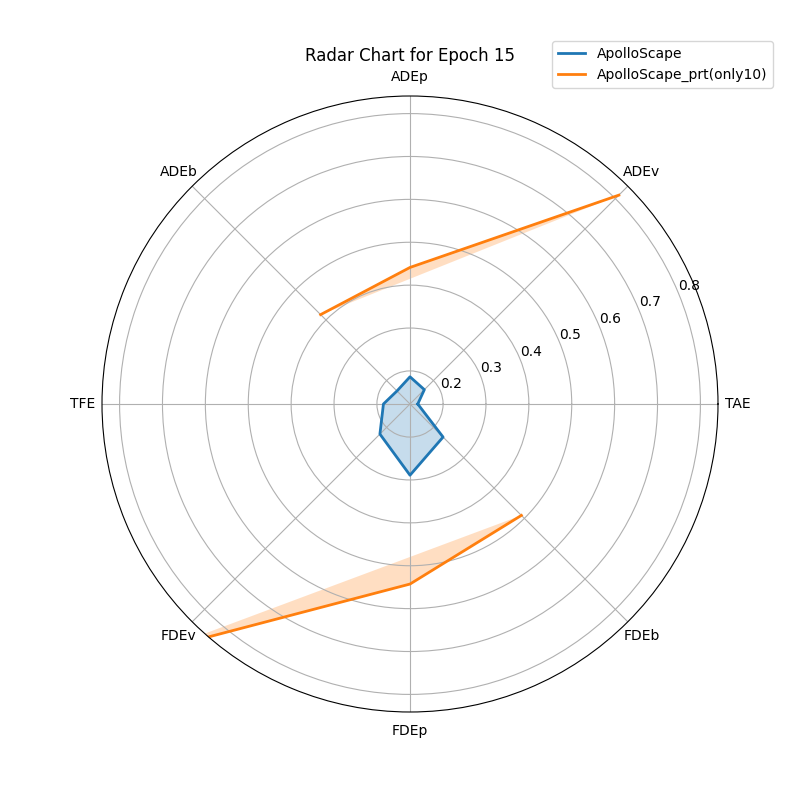 Radar Chart for Epoch 15
ApolloScape
ApolloScape_prt(only10)
ADEp
ADEb
ADEv
0.8
0.7
0.6
0.5
0.4
0.3
0.2
TFE
TAE
FDEv
FDEb
FDEp